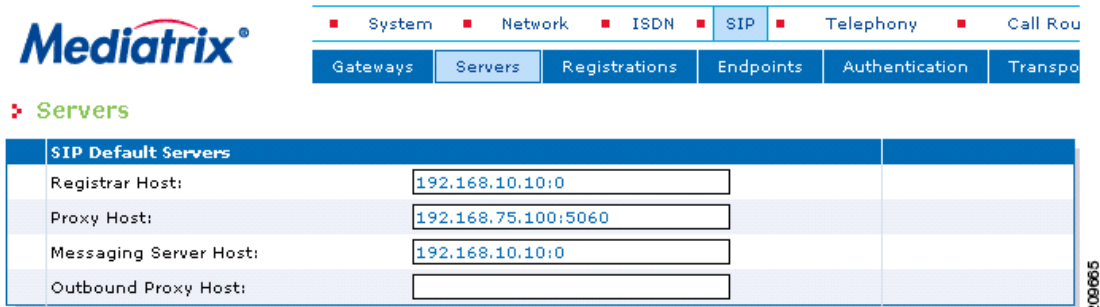 Mediatrix®
System Network ISDN SIP Telephony Call Rou
Gateways Servers Registrations Endpoints Authentication Transpo
Servers
SIP Default Servers
Registrar Host: 192.168.10.10:0
Proxy Host: 192.168.75.100:5060
Messaging Server Host: 192.168.10.10:0
Outbound Proxy Host:
209665